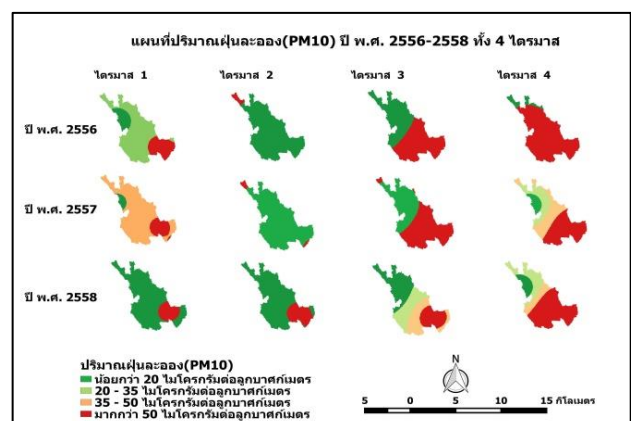 แผนที่ปริมาณฝุ่นละออง(PM10) ปี พ.ศ. 2556-2558 ทั้ง 4 ไตรมาส
ไตรมาส 1 ไตรมาส 2 ไตรมาส 3 ไตรมาส 4
ปี พ.ศ. 2556
ปี พ.ศ. 2557
ปี พ.ศ. 2558
ปริมาณฝุ่นละออง(PM10)
น้อยกว่า 20 ไมโครกรัมต่อลูกบาศก์เมตร
20 - 35 ไมโครกรัมต่อลูกบาศก์เมตร
35 - 50 ไมโครกรัมต่อลูกบาศก์เมตร
มากกว่า 50 ไมโครกรัมต่อลูกบาศก์เมตร
N
5 0 5 10 15 กิโลเมตร